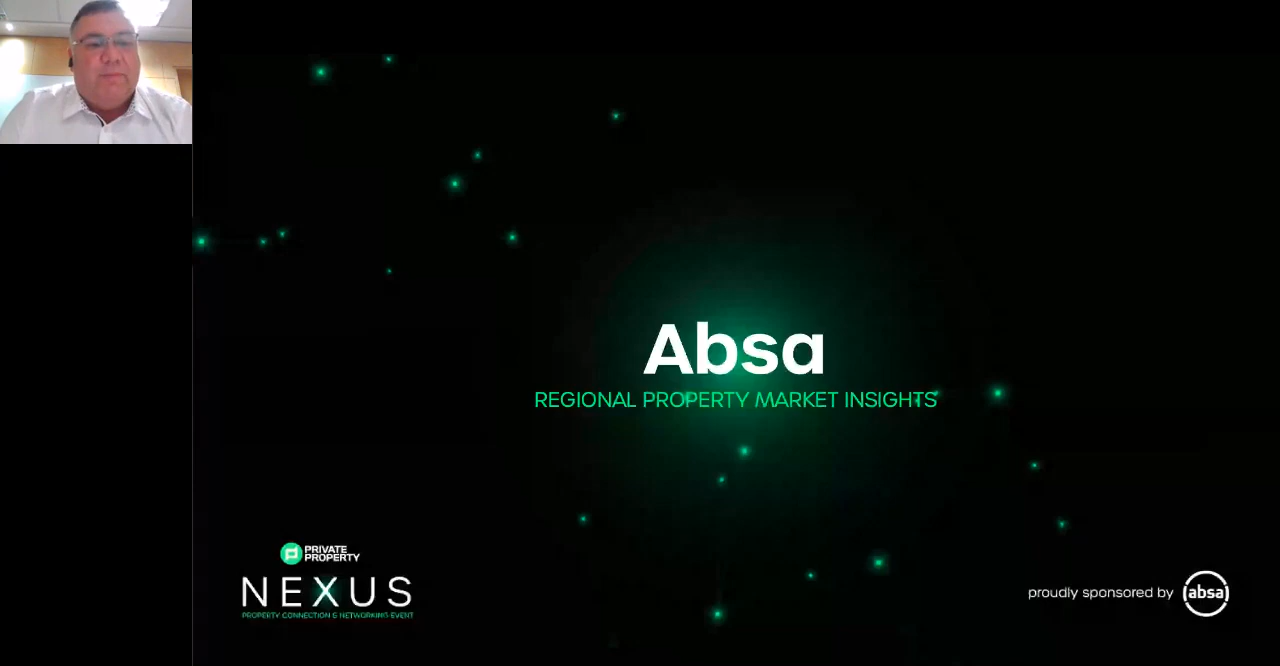 Absa
REGIONAL PROPERTY MARKET INSIGHTS
PRIVATE
PROPERTY
NEXUS
PROPERTY CONNECTION & NETWORKING EVENT
proudly sponsored by
absa